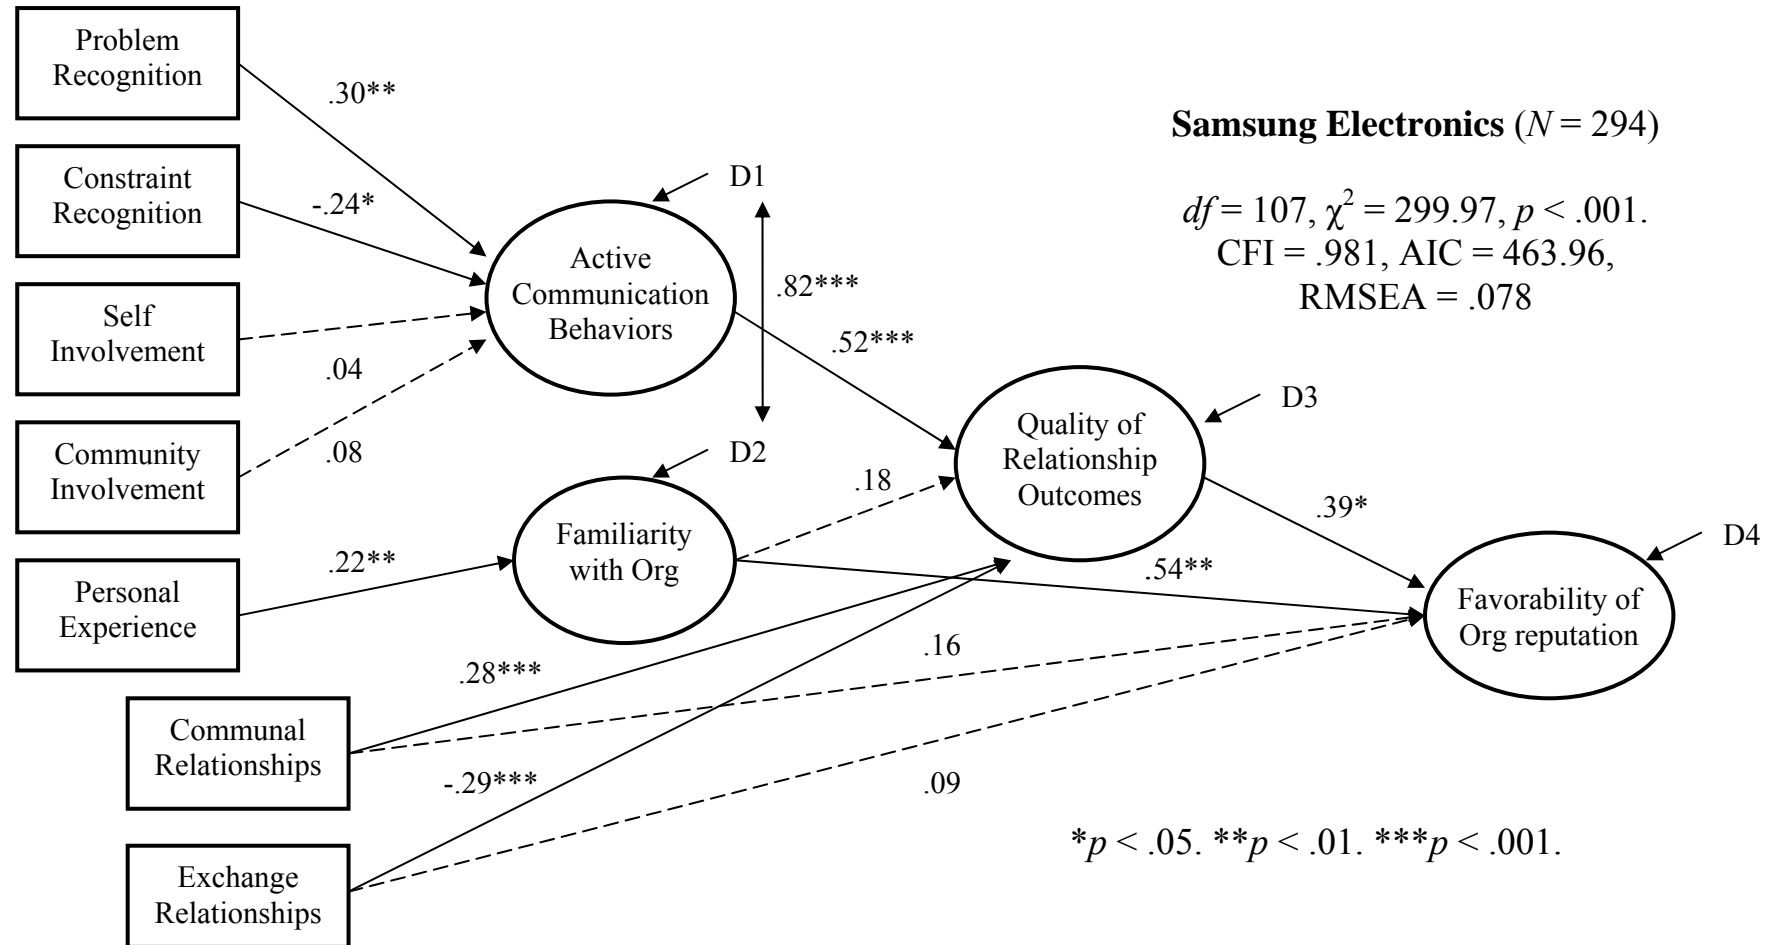 Problem
Recognition
.30**
Samsung Electronics (N = 294)
Constraint
Recognition
-.24*
D1
df = 107, χ² = 299.97, p < .001.
CFI = .981, AIC = 463.96,
RMSEA = .078
Active
Communication
Behaviors
.82***
Self
Involvement
.04
.52***
Community
Involvement
.08
D2
Quality of
Relationship
Outcomes
D3
.18
Familiarity
with Org
.39*
D4
Personal
Experience
.22**
.54**
Favorability of
Org reputation
.28***
.16
Communal
Relationships
-.29***
.09
Exchange
Relationships
*p < .05. **p < .01. ***p < .001.